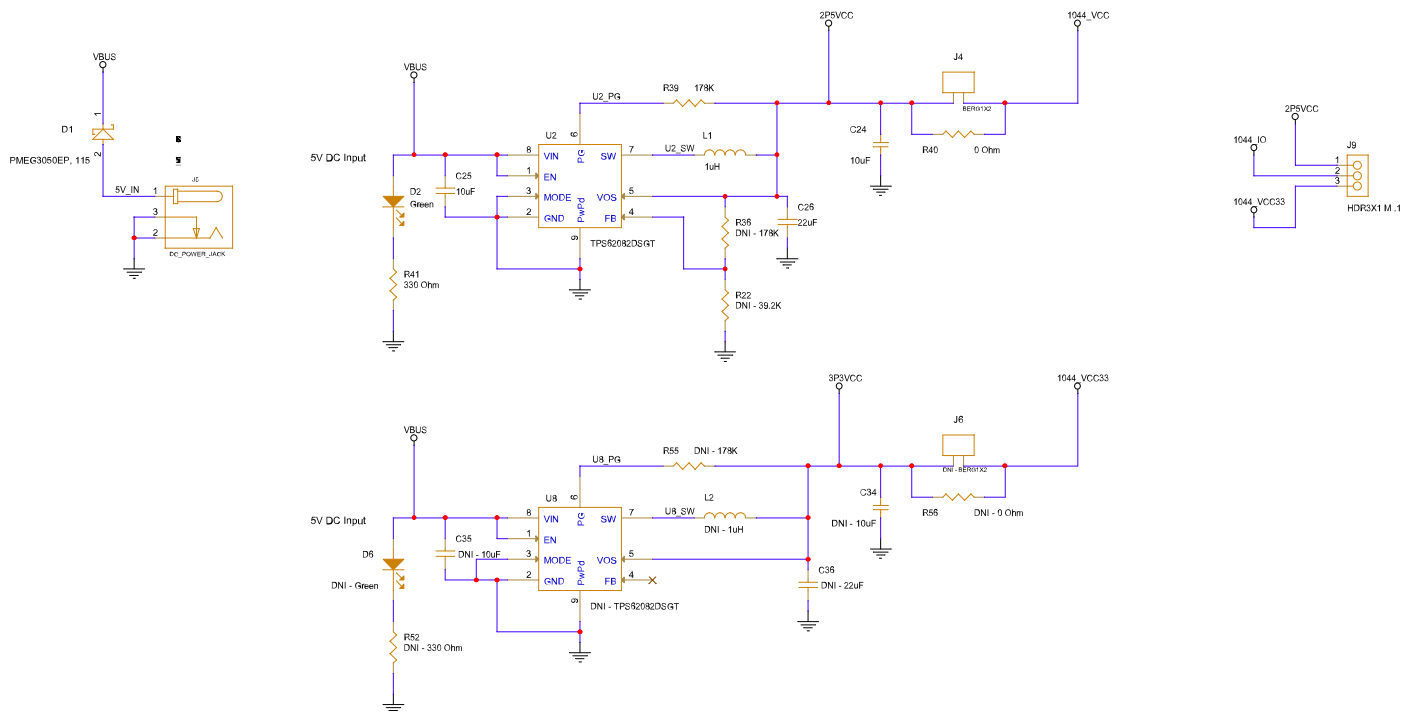 VBUS
1
D1
PMEG3050EP, 115
2
J5
5V_IN
1
3
2
DC_POWER_JACK
2P5VCC
1044_VCC
VBUS
U2_PG
R39 178K
J4
BERG1X2
R40 0 Ohm
C24
10uF
5V DC Input
U2
6
8 VIN PG SW 7 U2_SW L1
1uH
1 EN
C25
10uF
3 MODE VOS 5
2 GND PwPd FB 4
9
TPS62082DSGT
D2
Green
R41
330 Ohm
R36
DNI - 178K
C26
22uF
R22
DNI - 39.2K
2P5VCC
1044_IO
J9
1
2
3
1044_VCC33
HDR3X1 M .1
3P3VCC
1044_VCC33
VBUS
U8_PG
R55 DNI - 178K
J6
DNI - BERG1X2
R56 DNI - 0 Ohm
C34
DNI - 10uF
5V DC Input
U8
6
8 VIN PG SW 7 U8_SW L2
DNI - 1uH
1 EN
C35
DNI - 10uF
3 MODE VOS 5
2 GND PwPd FB 4
9
DNI - TPS62082DSGT
D6
DNI - Green
C36
DNI - 22uF
R52
DNI - 330 Ohm